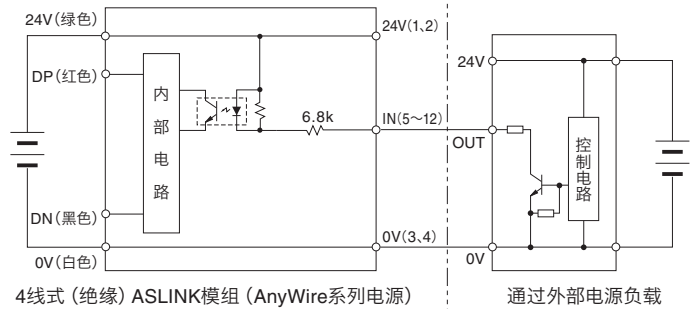 24V(绿色)
24V(1、2)
DP(红色)
内部电路
6.8k
IN(5～12)
DN(黑色)
0V(3、4)
0V(白色)
24V
OUT
控制电路
0V
4线式（绝缘）ASLINK模组（AnyWire系列电源）
通过外部电源负载